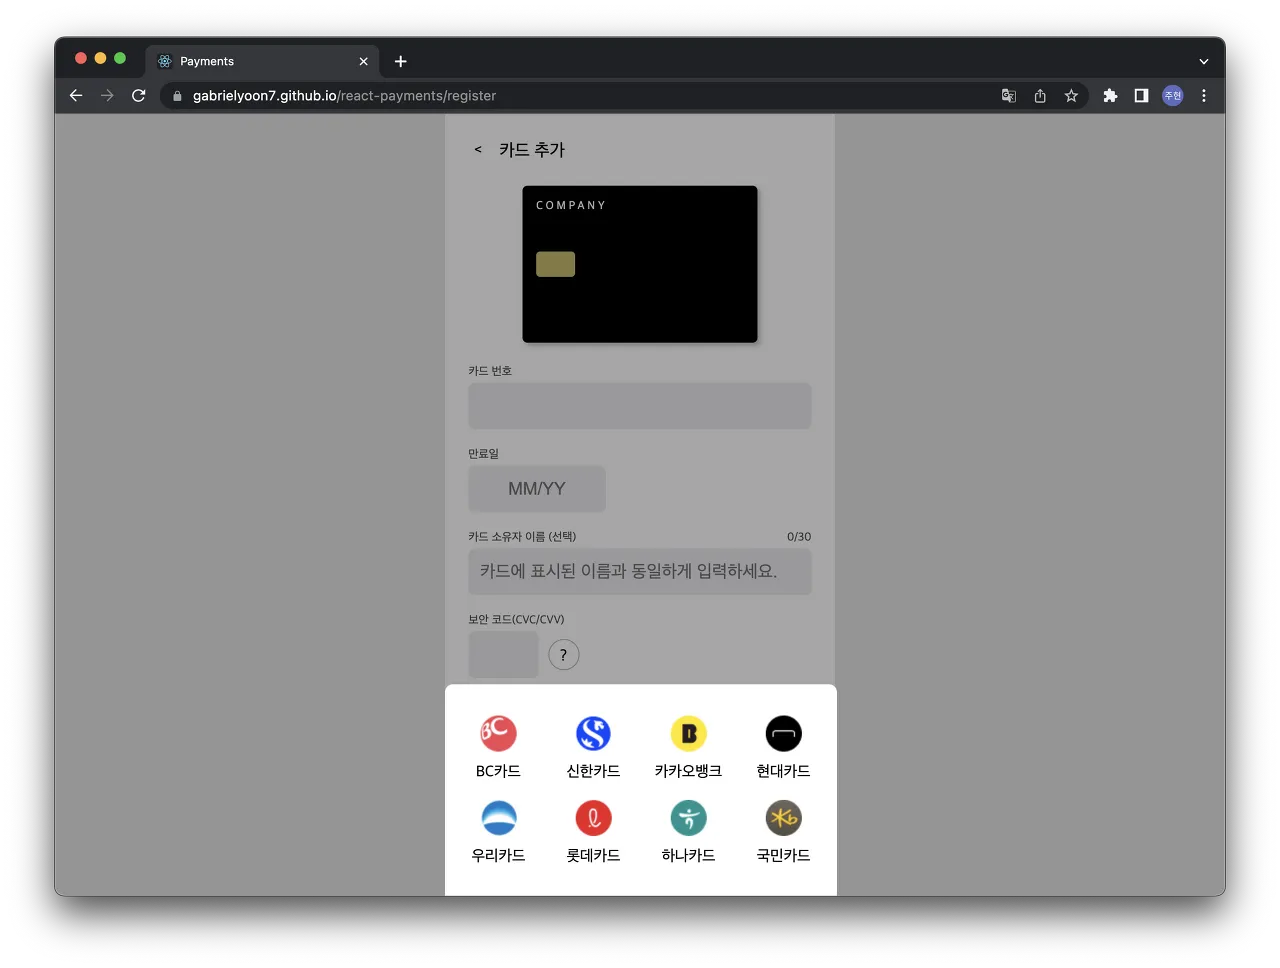 Payments
gabrielyoon7.github.io/react-payments/register
주현
< 카드 추가
COMPANY
카드 번호
만료일
MM/YY
카드 소유자 이름 (선택) 0/30
카드에 표시된 이름과 동일하게 입력하세요.
보안 코드(CVC/CVV)
?
BC
B
BC카드 신한카드 카카오뱅크 현대카드
Kb
우리카드 롯데카드 하나카드 국민카드